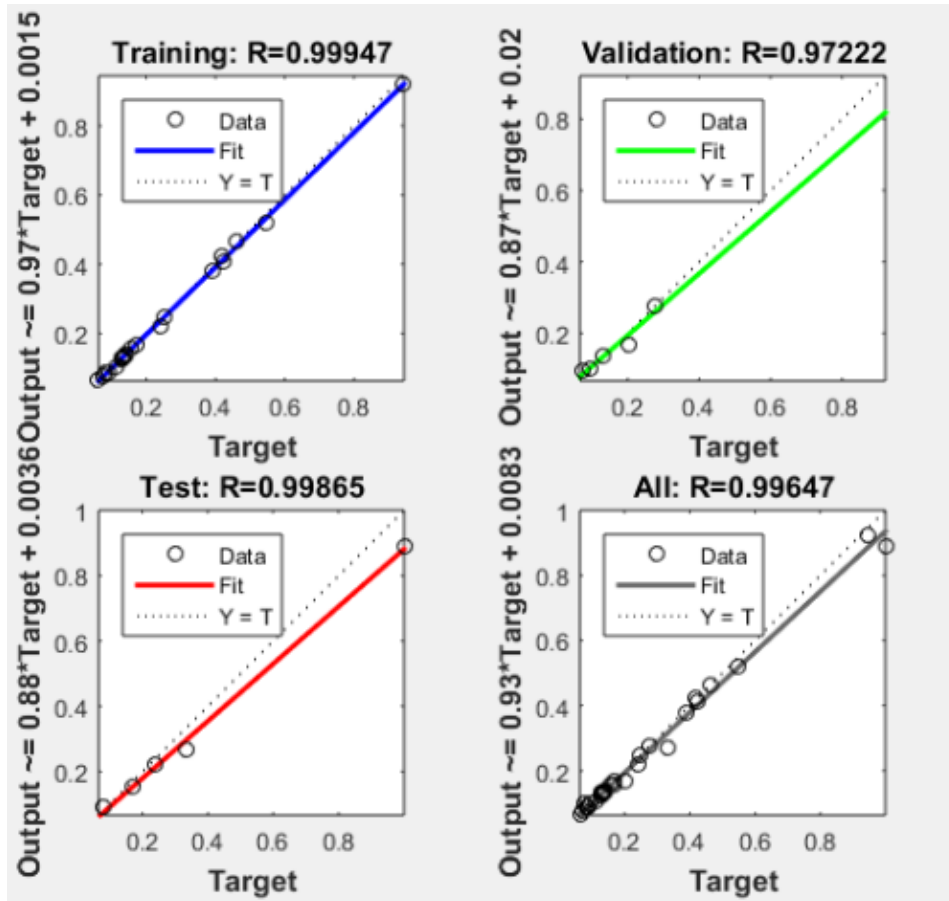 Training: R=0.99947
Output ~= 0.97*Target + 0.0015
Data
Fit
Y = T
0.8
0.6
0.4
0.2
0.2 0.4 0.6 0.8
Target
Validation: R=0.97222
Output ~= 0.87*Target + 0.02
Data
Fit
Y = T
0.8
0.6
0.4
0.2
0.2 0.4 0.6 0.8
Target
Test: R=0.99865
Output ~= 0.88*Target + 0.0036
Data
Fit
Y = T
1
0.8
0.6
0.4
0.2
0.2 0.4 0.6 0.8 1
Target
All: R=0.99647
Output ~= 0.93*Target + 0.0083
Data
Fit
Y = T
1
0.8
0.6
0.4
0.2
0.2 0.4 0.6 0.8 1
Target